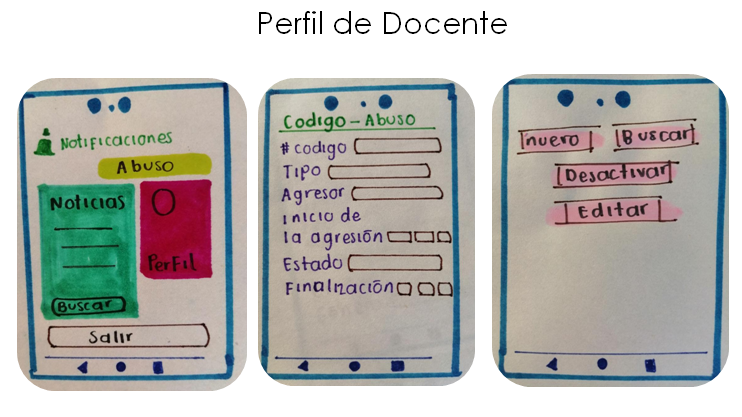 Perfil de Docente
Notificaciones
Abuso
Noticias
Perfil
Buscar
Salir
Codigo - Abuso
# codigo
Tipo
Agresor
Inicio de
la agresión
Estado
Finalización
nuevo
Buscar
Desactivar
Editar